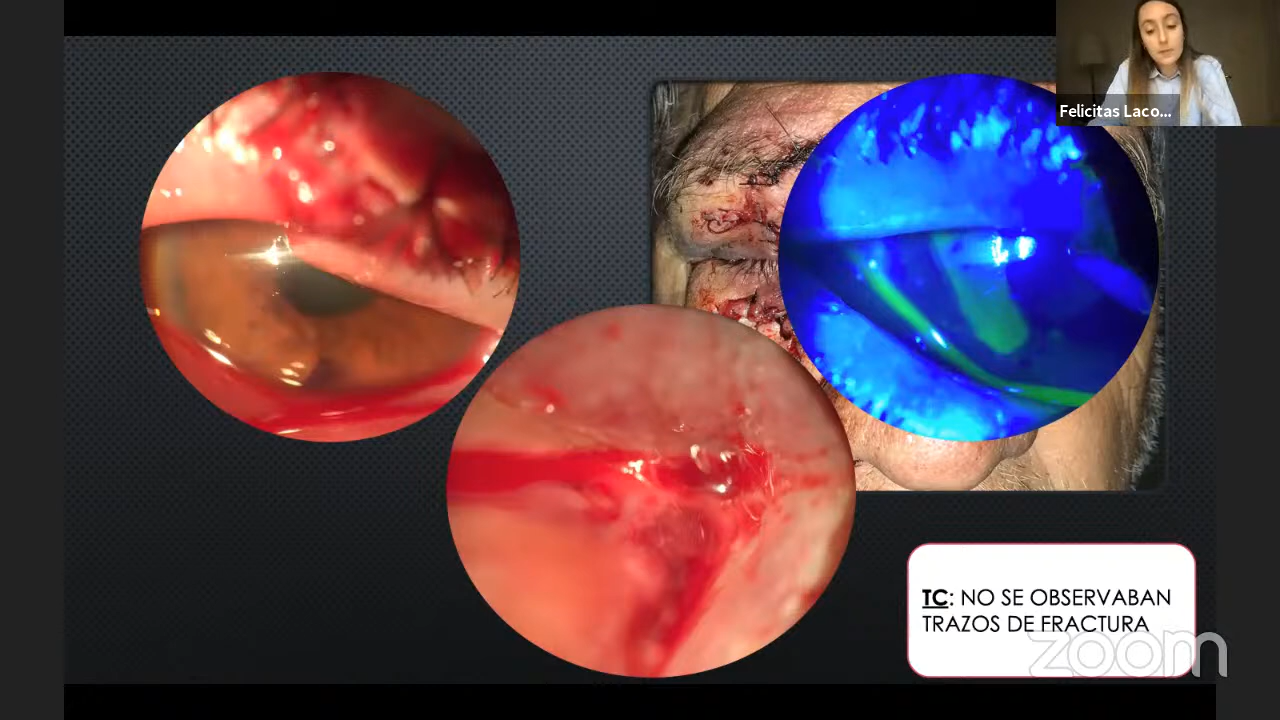 Felicitas Laco...
TC: NO SE OBSERVABAN
TRAZOS DE FRACTURA
zoom